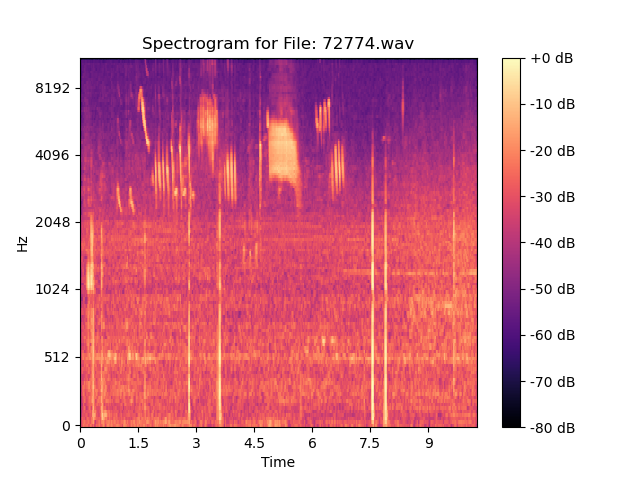 Spectrogram for File: 72774.wav
8192
4096
2048
1024
512
0
Hz
0 1.5 3 4.5 6 7.5 9
Time
+0 dB
-10 dB
-20 dB
-30 dB
-40 dB
-50 dB
-60 dB
-70 dB
-80 dB